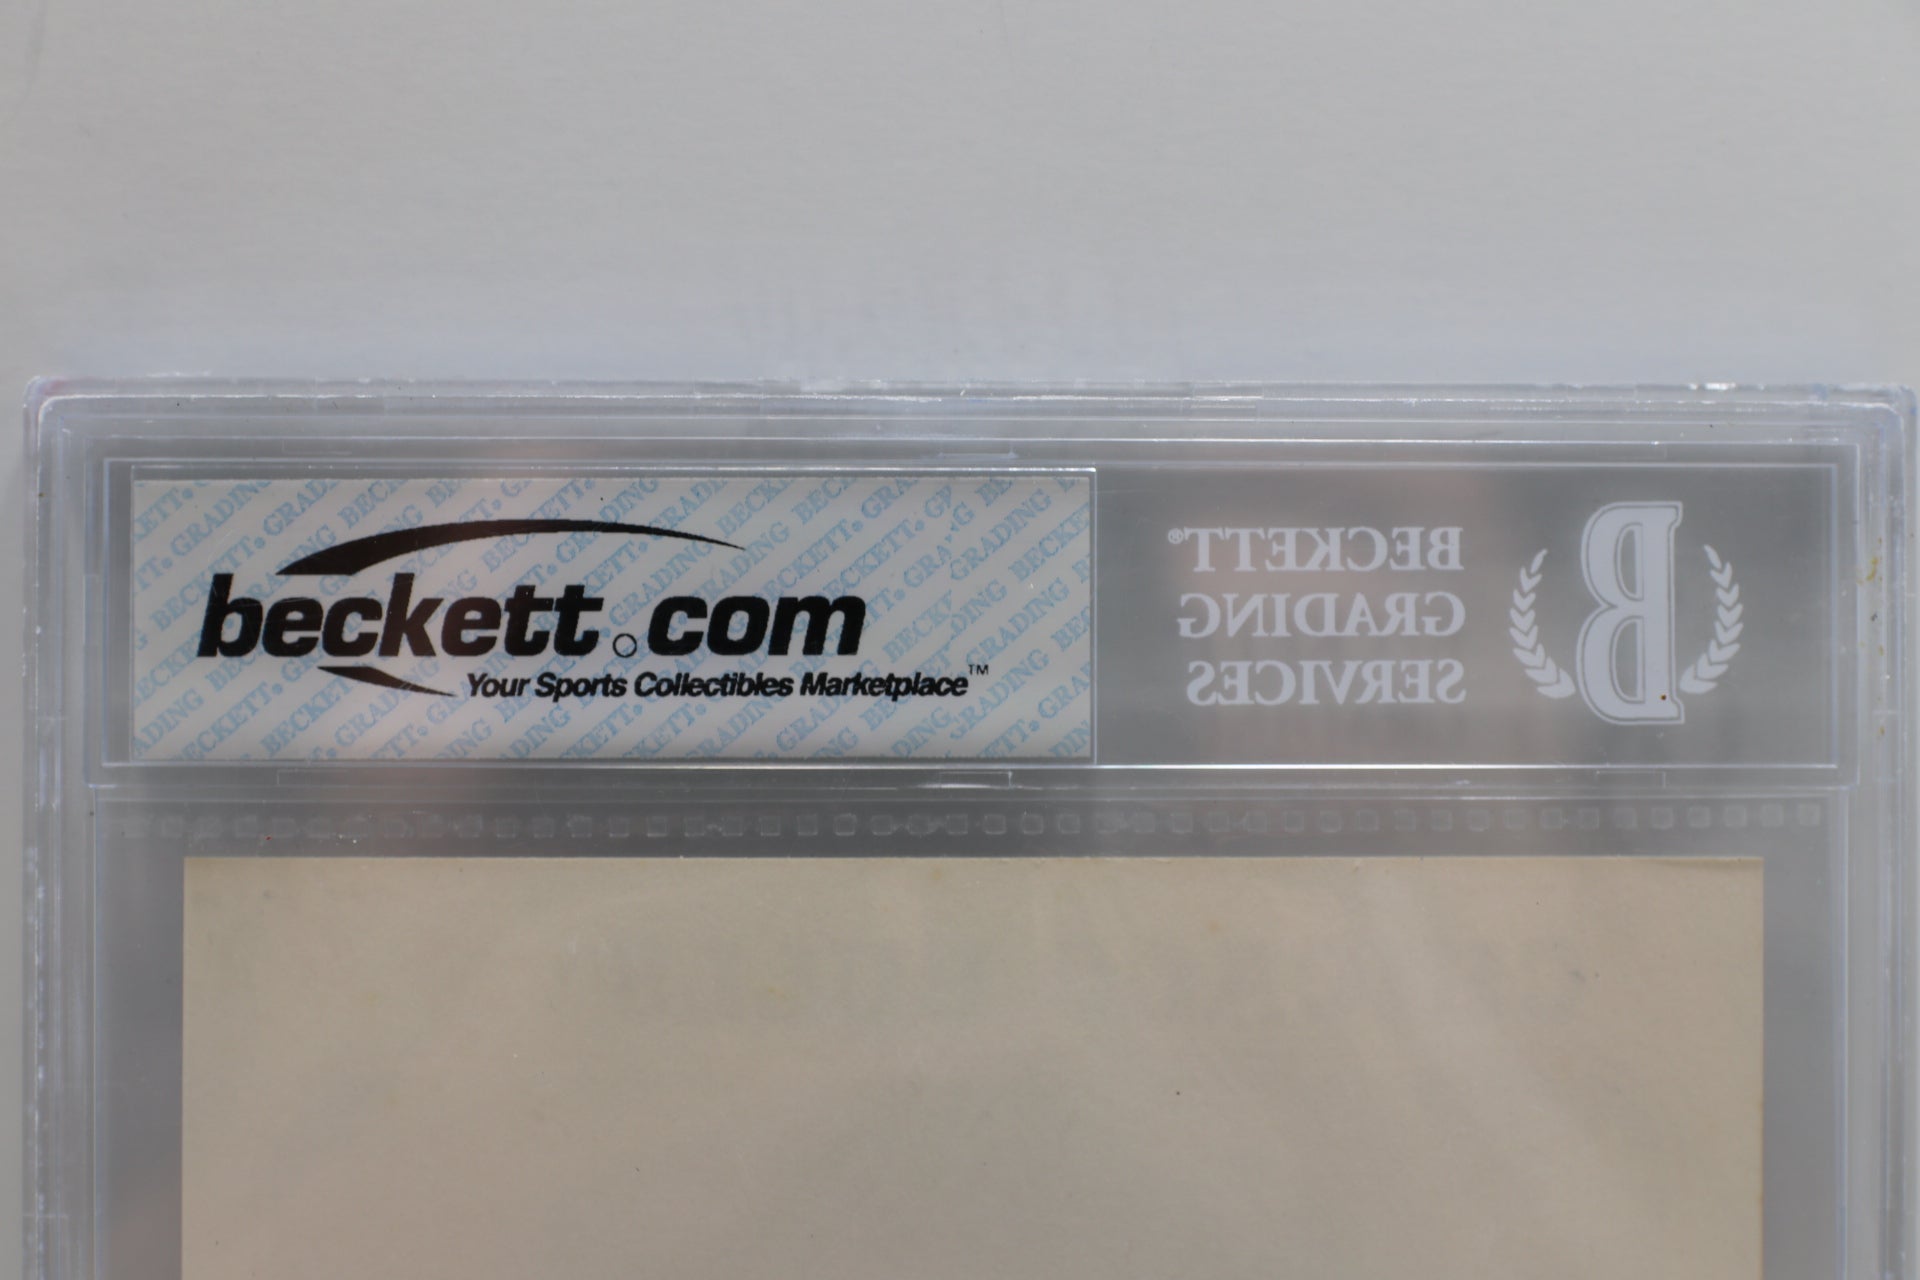 beckett.com
Your Sports Collectibles Marketplace™
BECKETT®
GRADING
SERVICES
B